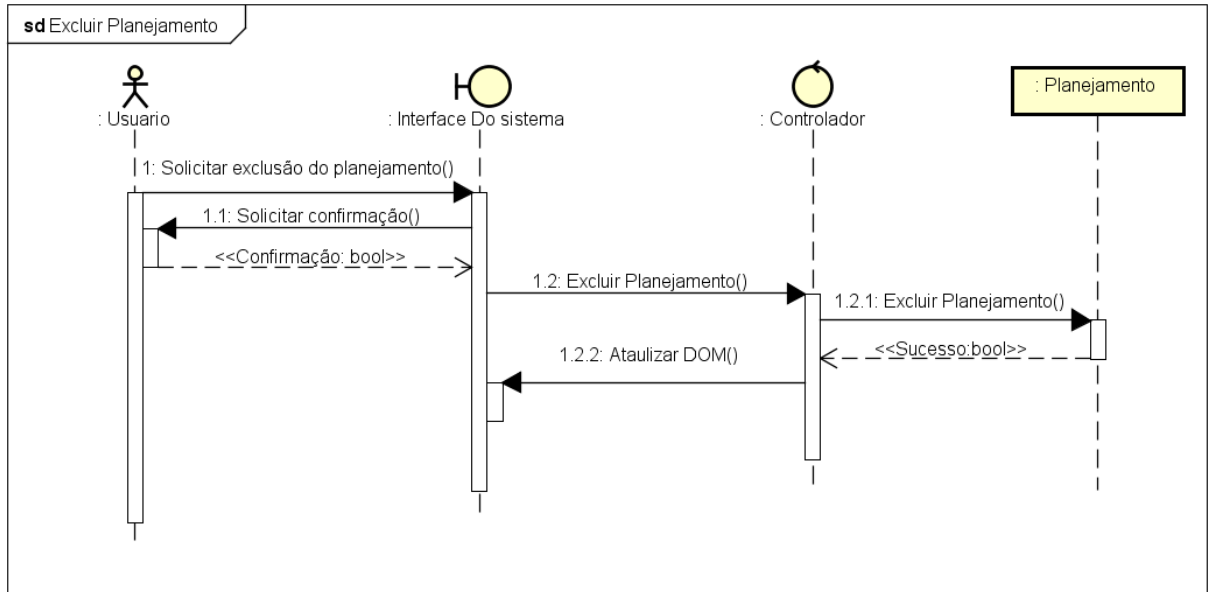 sd Excluir Planejamento
: Usuario
: Interface Do sistema
: Controlador
: Planejamento
1: Solicitar exclusão do planejamento()
1.1: Solicitar confirmação()
<<Confirmação: bool>>
1.2: Excluir Planejamento()
1.2.1: Excluir Planejamento()
<<Sucesso:bool>>
1.2.2: Ataulizar DOM()